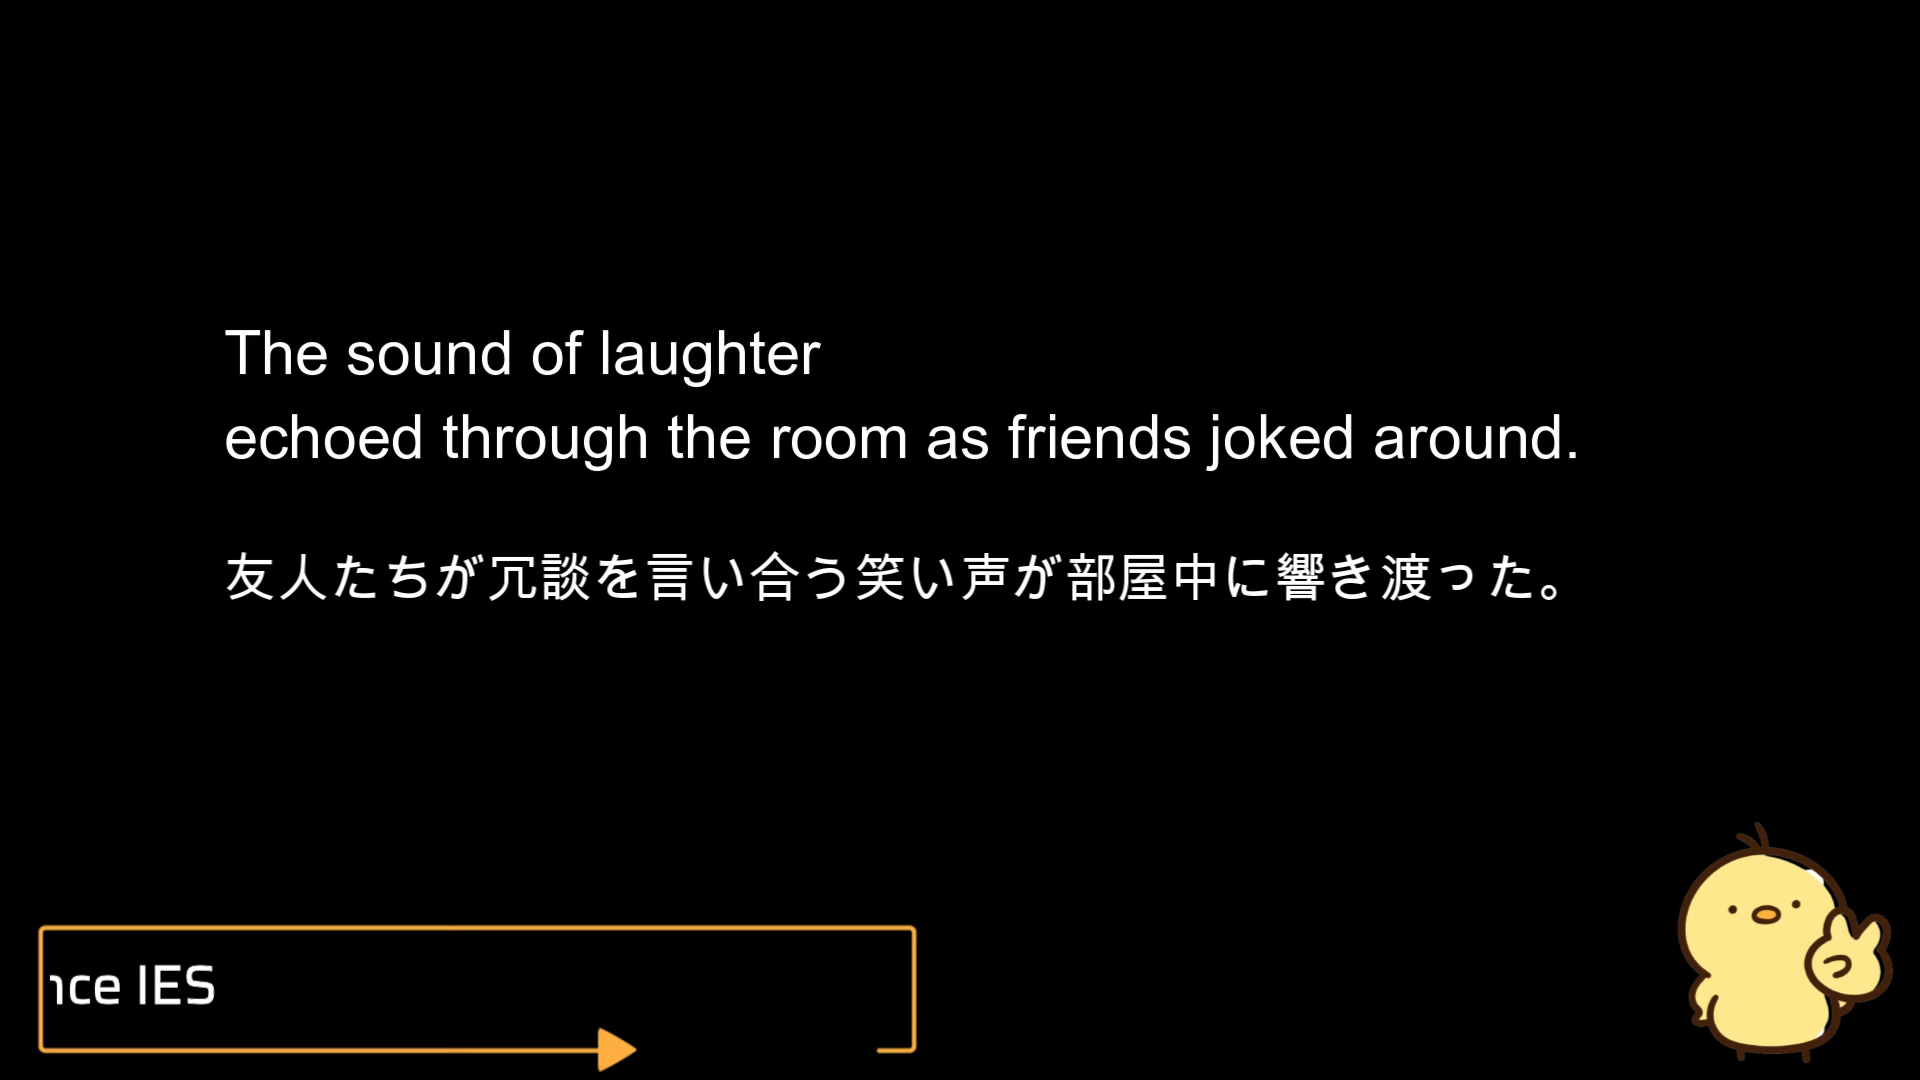 The sound of laughter
echoed through the room as friends joked around.
友人たちが冗談を言い合う笑い声が部屋中に響き渡った。
IES